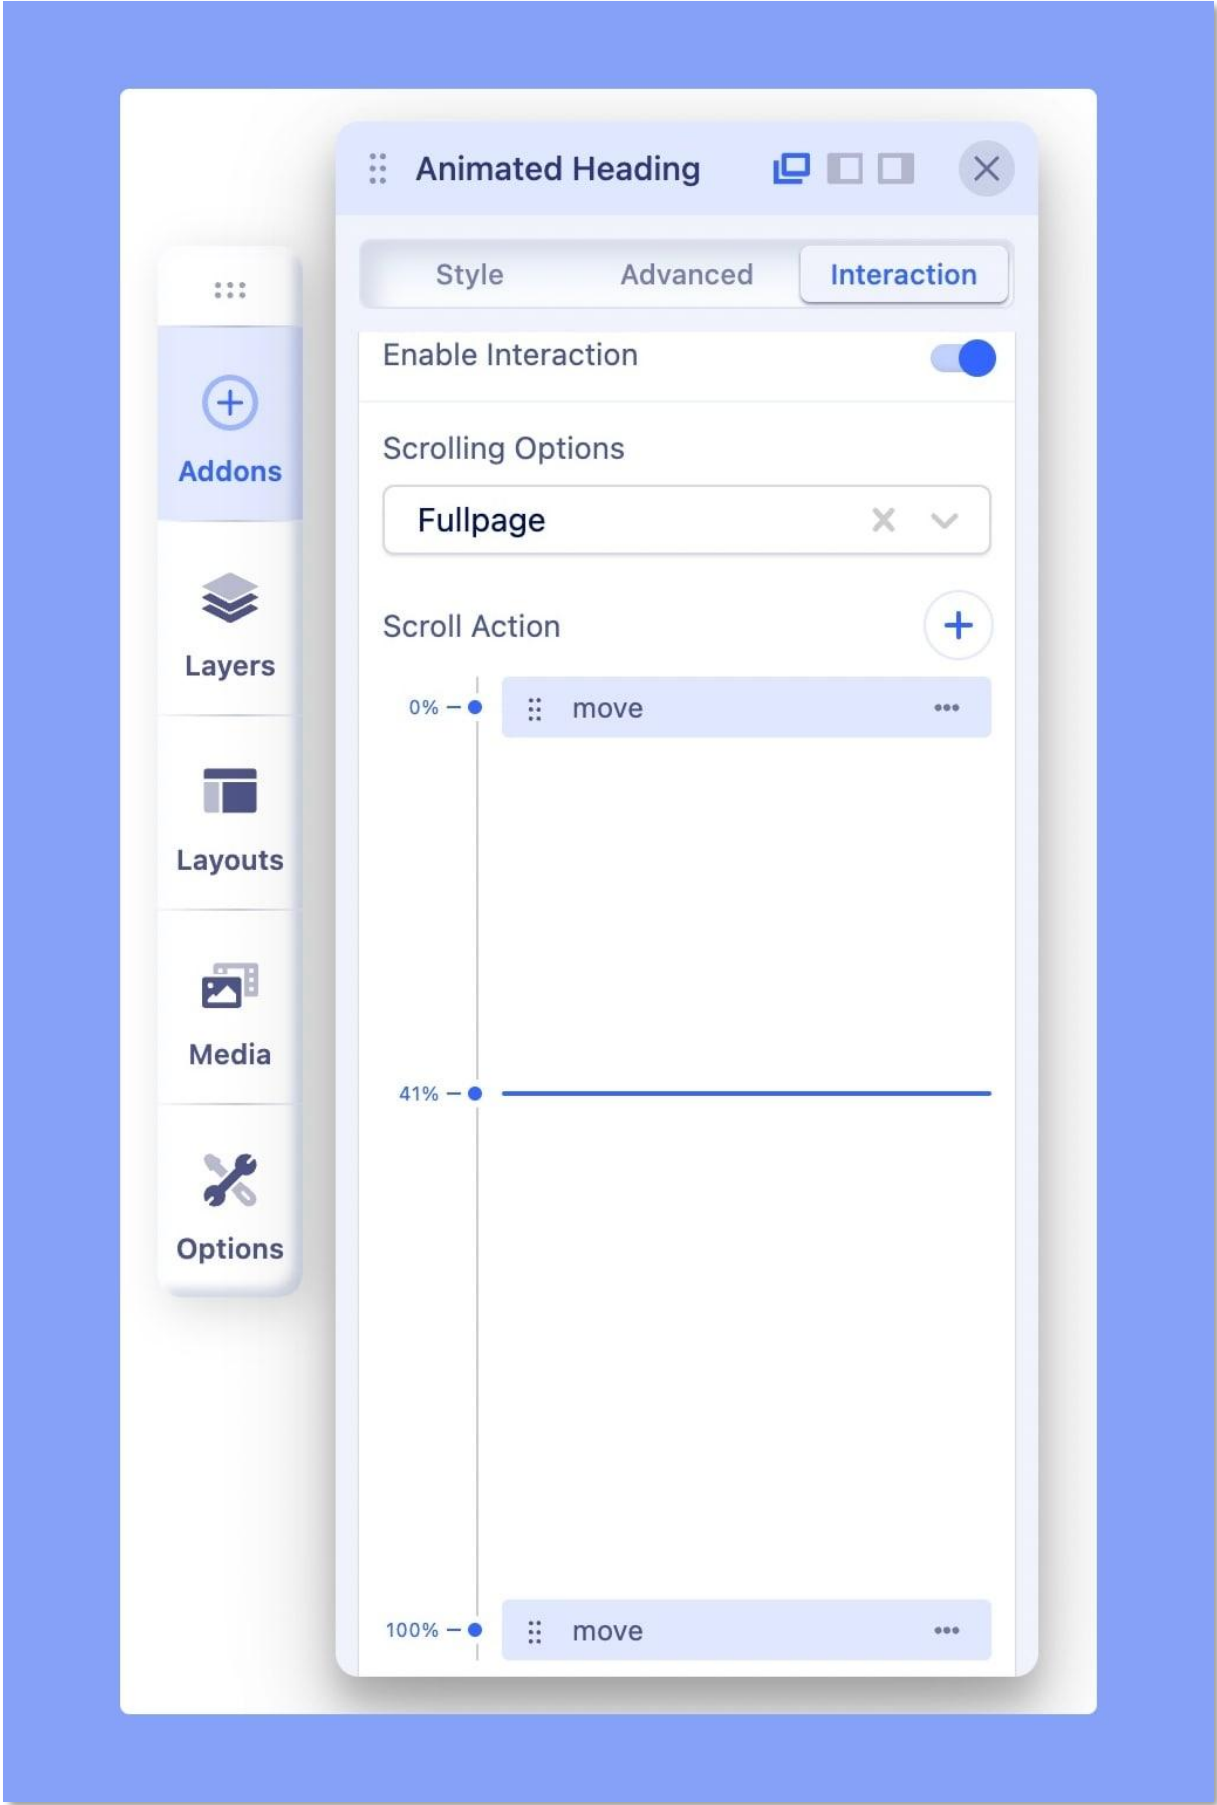 Animated Heading
Style Advanced Interaction
Enable Interaction
Scrolling Options
Fullpage
Scroll Action
0% move
41%
100% move
Addons
Layers
Layouts
Media
Options